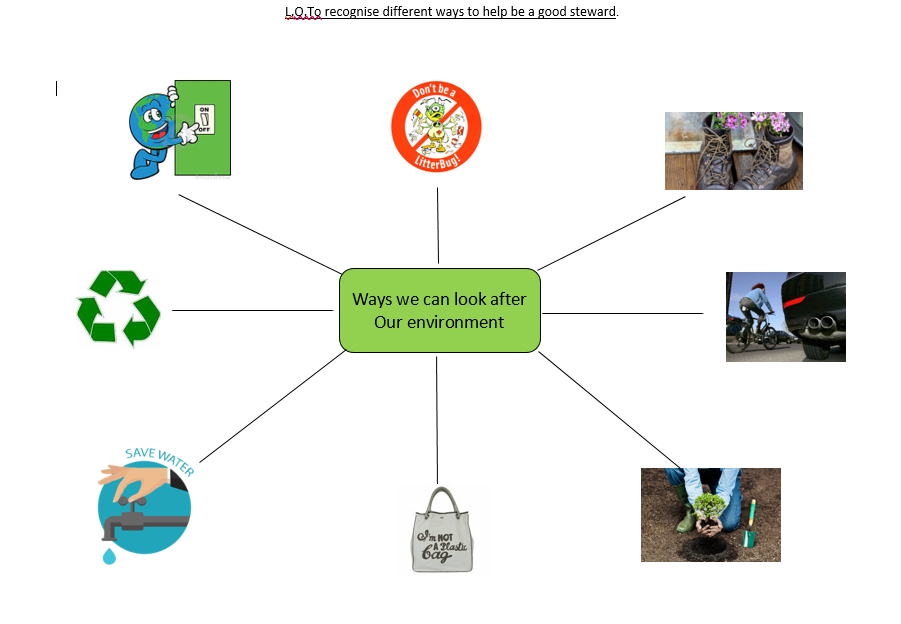 L.O.To recognise different ways to help be a good steward.
ON
OFF
Don't be a
LitterBug!
Ways we can look after
Our environment
SAVE WATER
I'm NOT
A Plastic
Bag